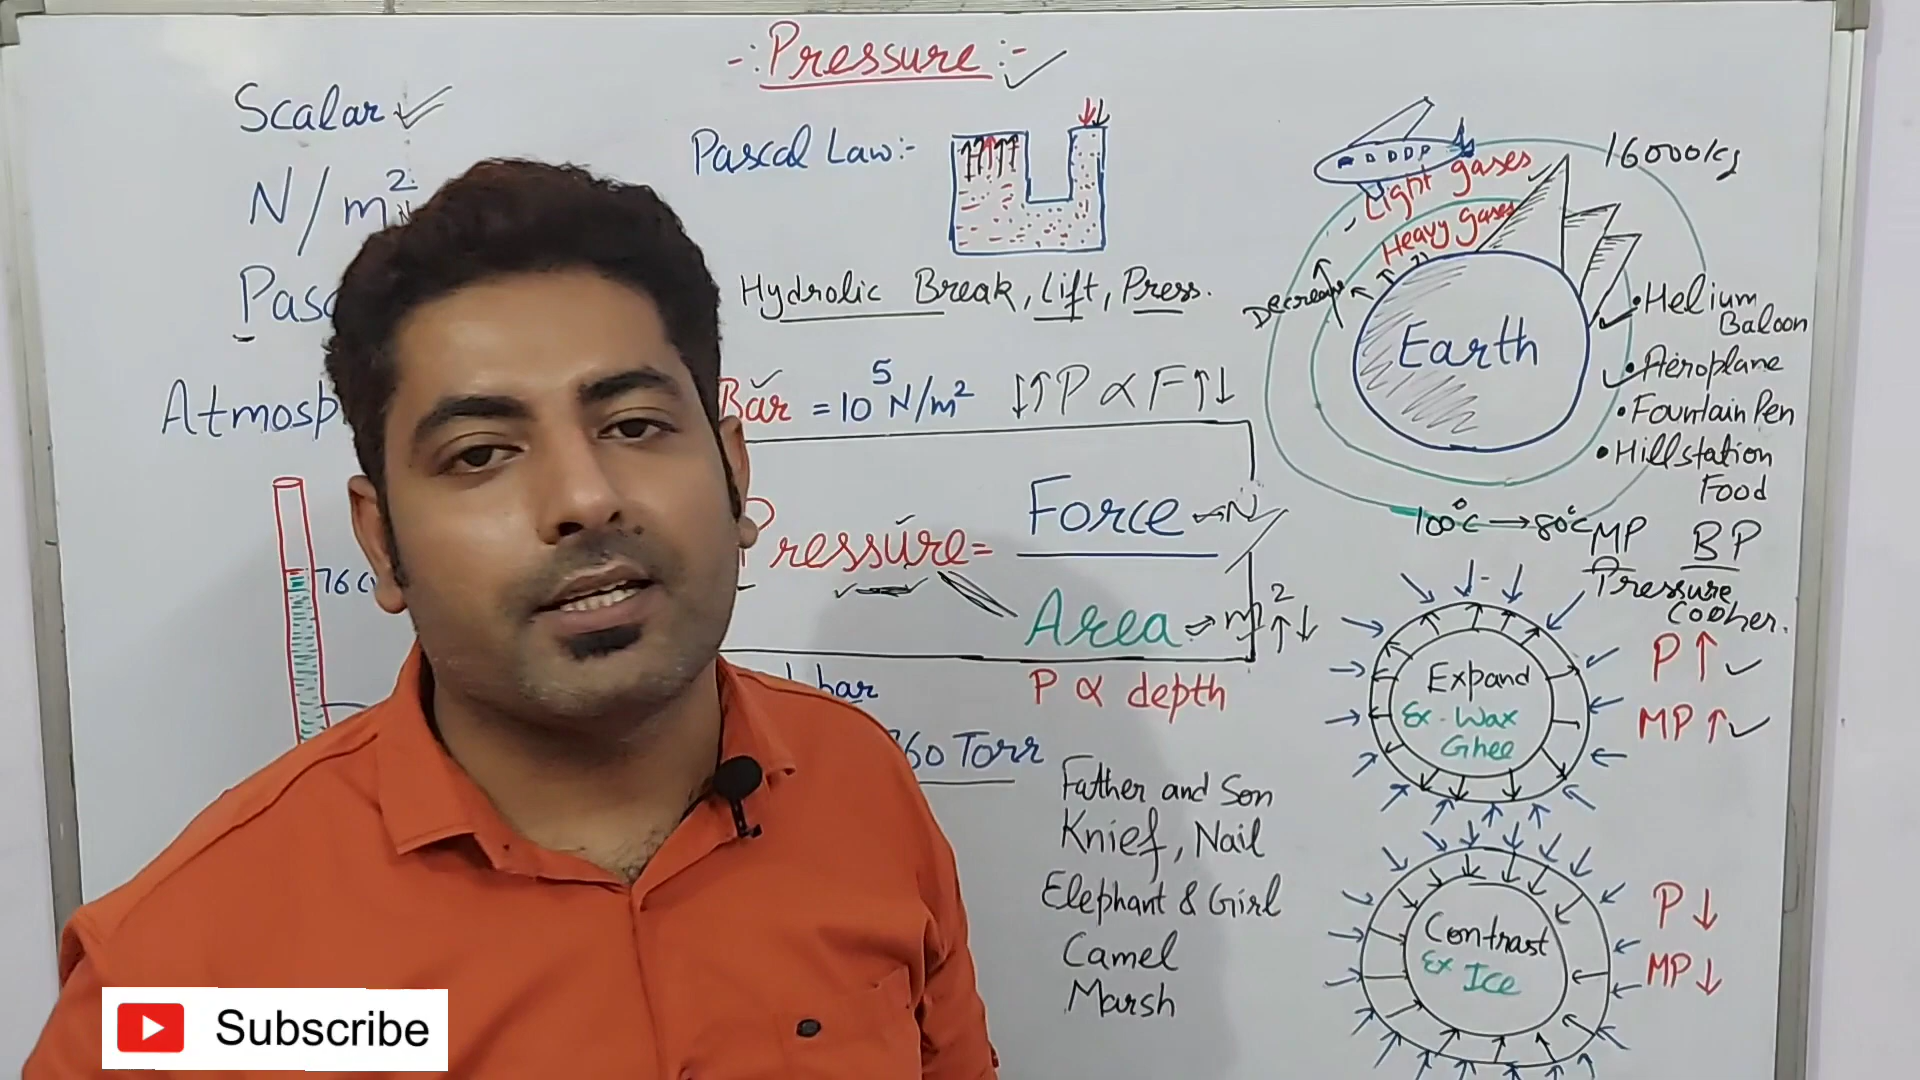 -: Pressure :-
Scalar
N/m²
Pasc
Atmosp
76 c
Pascal Law:-
Hydrolic Break, Lift, Press.
Bar = 10⁵ N/m²
↓↑P ∝ F↑↓
Pressure = Force → N
Area → m² ↑↓
bar
P ∝ depth
760 Torr
Father and Son
Knief, Nail
Elephant & Girl
Camel
Marsh
16000kg
Light gases
Heavy gases
Decrease
Earth
• Helium
Baloon
• Aeroplane
• Fountain Pen
• Hillstation
Food
100°C → 80°C
MP BP
Pressure
Coother.
Expand
Ex - Wax
Ghee
P ↑
MP ↑
Contrast
Ex Ice
P ↓
MP ↓
Subscribe